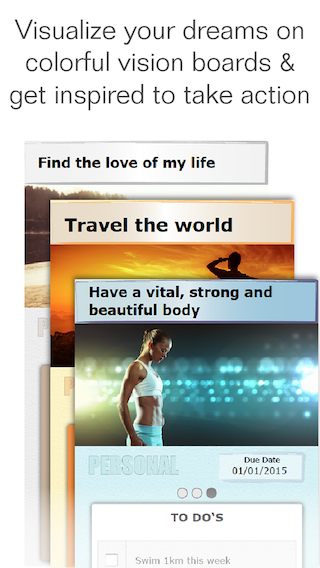 Visualize your dreams on
colorful vision boards &
get inspired to take action
Find the love of my life
Travel the world
Have a vital, strong and
beautiful body
PERSONAL
Due Date
01/01/2015
TO DO'S
Swim 1km this week